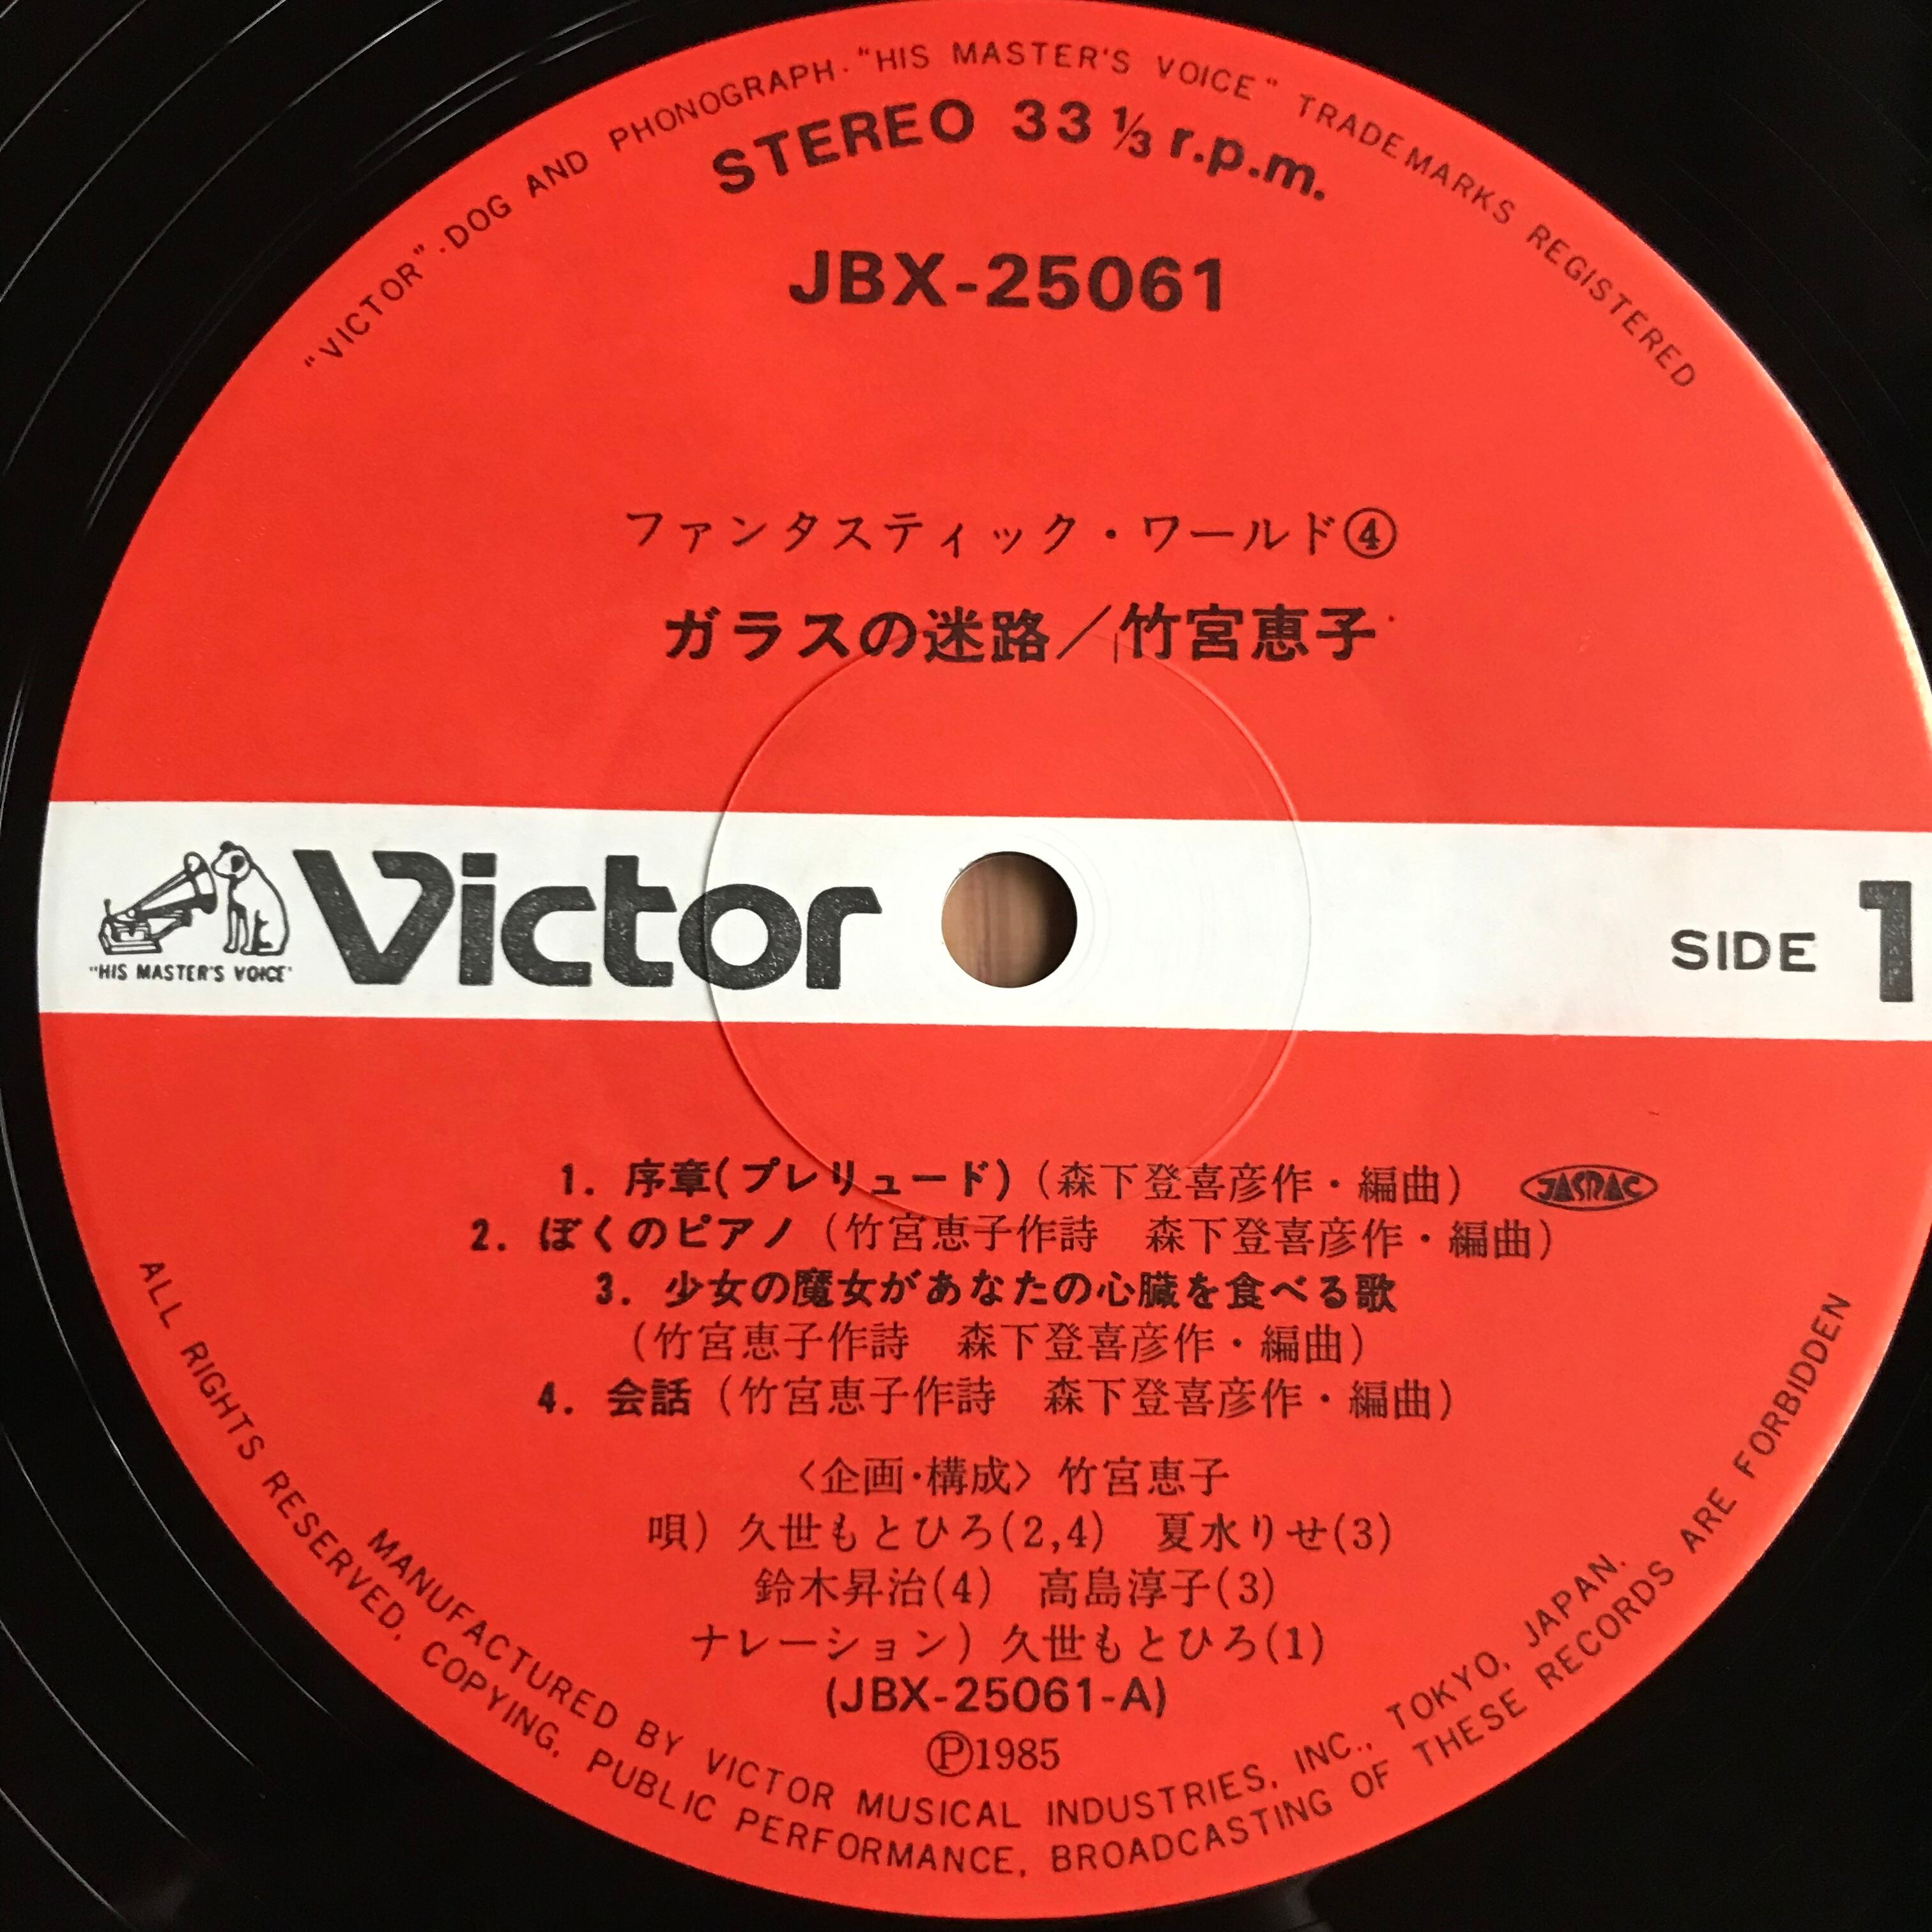 "VICTOR"·DOG AND PHONOGRAPH·"HIS MASTER'S VOICE" TRADEMARKS REGISTERED
STEREO 33 ⅓ r.p.m.
JBX-25061
ファンタスティック・ワールド④
ガラスの迷路／竹宮恵子
Victor
"HIS MASTER'S VOICE"
SIDE 1
1. 序章(プレリュード)(森下登喜彦作・編曲) JASRAC
2. ぼくのピアノ(竹宮恵子作詩　森下登喜彦作・編曲)
3. 少女の魔女があなたの心臓を食べる歌
(竹宮恵子作詩　森下登喜彦作・編曲)
4. 会話(竹宮恵子作詩　森下登喜彦作・編曲)
〈企画・構成〉竹宮恵子
唄) 久世もとひろ(2,4)　夏水りせ(3)
鈴木昇治(4)　高島淳子(3)
ナレーション) 久世もとひろ(1)
(JBX-25061-A)
Ⓟ1985
MANUFACTURED BY VICTOR MUSICAL INDUSTRIES, INC., TOKYO, JAPAN.
ALL RIGHTS RESERVED, COPYING, PUBLIC PERFORMANCE, BROADCASTING OF THESE RECORDS ARE FORBIDDEN